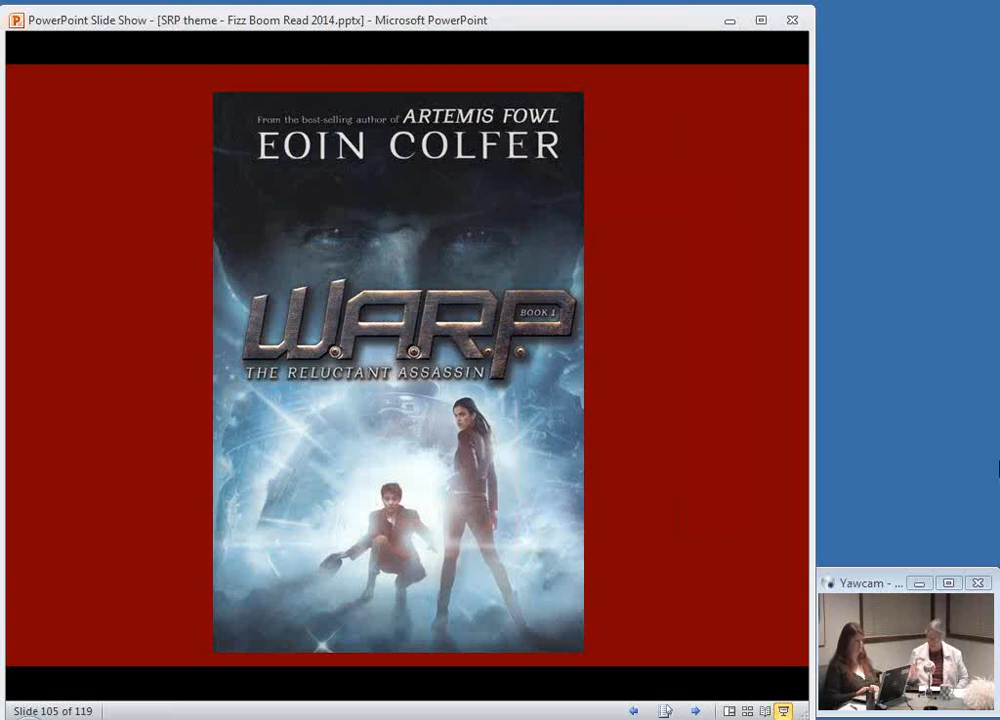 PowerPoint Slide Show - [SRP theme - Fizz Boom Read 2014.pptx] - Microsoft PowerPoint
From the best-selling author of ARTEMIS FOWL
EOIN COLFER
W.A.R.P.
BOOK 1
THE RELUCTANT ASSASSIN
Yawcam - ...
Slide 105 of 119